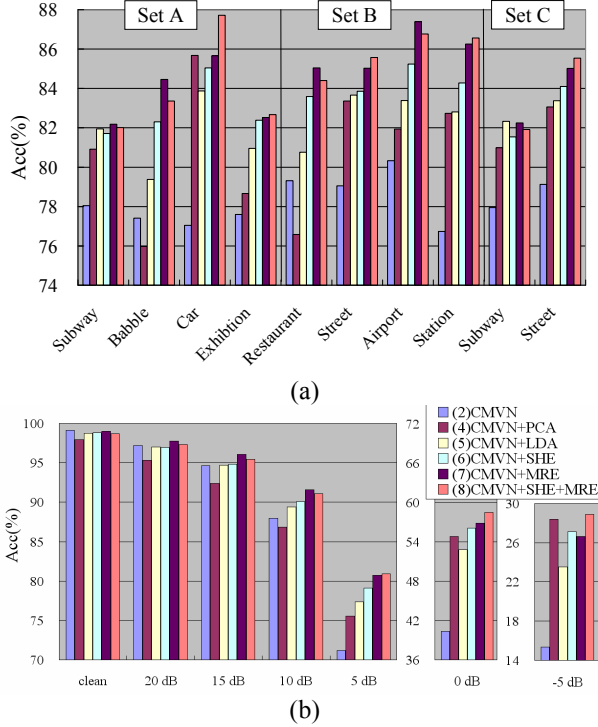 Set A Set B Set C
Acc(%)
88
86
84
82
80
78
76
74
Subway Babble Car Exhibtion Restaurant Street Airport Station Subway Street
(a)
(2)CMVN
(4)CMVN+PCA
(5)CMVN+LDA
(6)CMVN+SHE
(7)CMVN+MRE
(8)CMVN+SHE+MRE
Acc(%)
100
95
90
85
80
75
70
72
66
60
54
48
42
36
30
26
22
18
14
clean 20 dB 15 dB 10 dB 5 dB 0 dB -5 dB
(b)